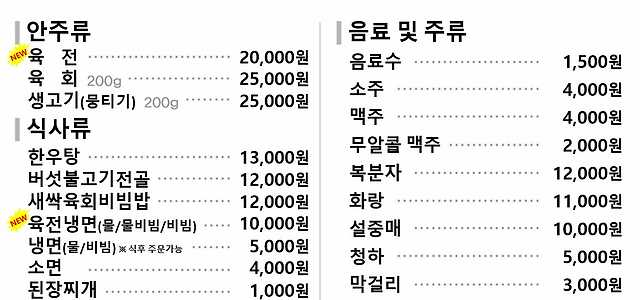 안주류
NEW 육 전 20,000원
육 회 200g 25,000원
생고기(뭉티기) 200g 25,000원
식사류
한우탕 13,000원
버섯불고기전골 12,000원
새싹육회비빔밥 12,000원
NEW 육전냉면(물/물비빔/비빔) 10,000원
냉면(물/비빔) ※ 식후 주문가능 5,000원
소면 4,000원
된장찌개 1,000원
음료 및 주류
음료수 1,500원
소주 4,000원
맥주 4,000원
무알콜 맥주 2,000원
복분자 12,000원
화랑 11,000원
설중매 10,000원
청하 5,000원
막걸리 3,000원